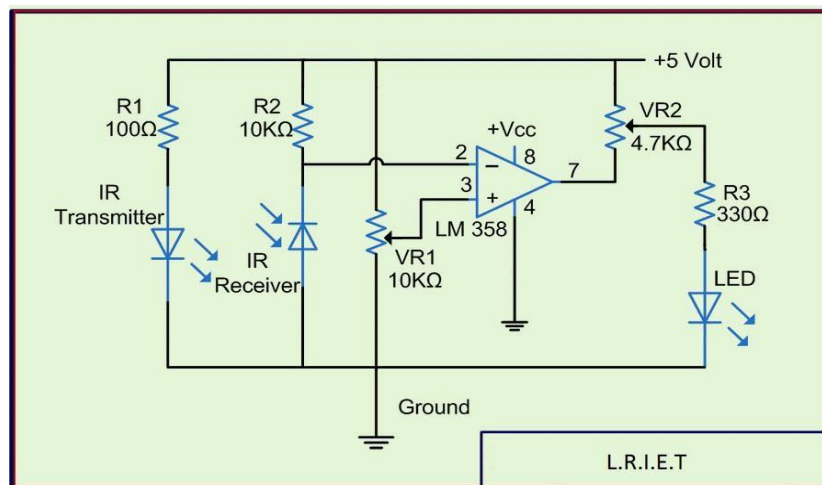 +5 Volt
R1
100Ω
R2
10KΩ
VR2
4.7KΩ
+Vcc
2
8
7
3
4
−
+
LM 358
IR
Transmitter
IR
Receiver
VR1
10KΩ
R3
330Ω
LED
Ground
L.R.I.E.T